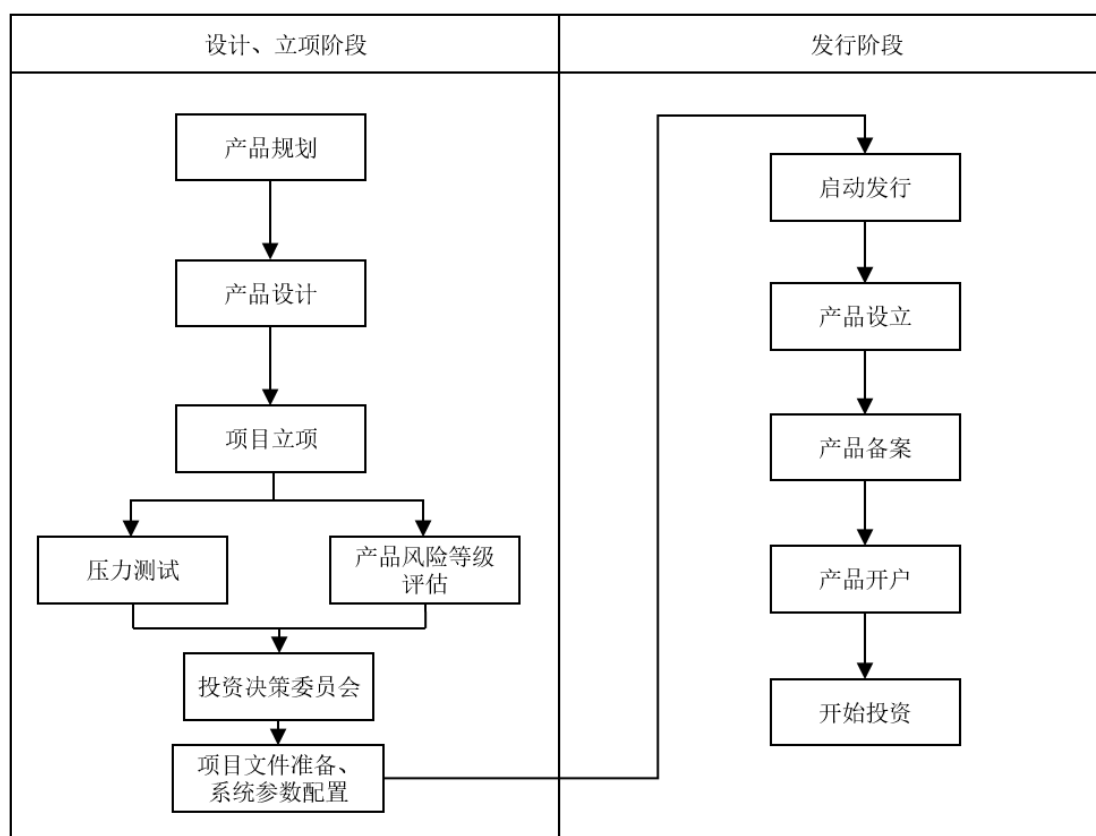 设计、立项阶段
发行阶段
产品规划
产品设计
项目立项
压力测试
产品风险等级
评估
投资决策委员会
项目文件准备、
系统参数配置
启动发行
产品设立
产品备案
产品开户
开始投资